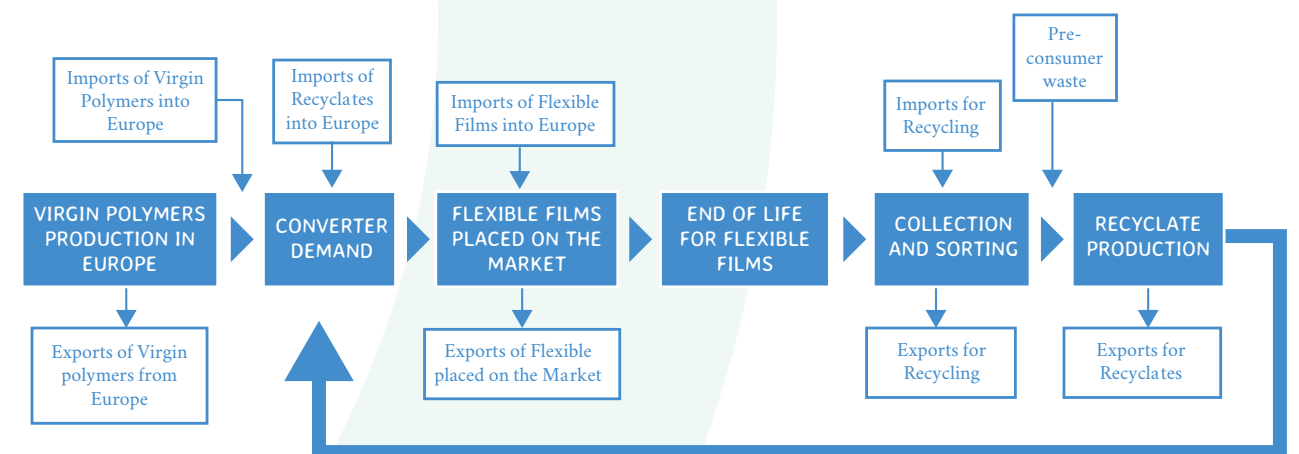 Pre-
consumer
waste
Imports of Virgin
Polymers into
Europe
Imports of
Recyclates
into Europe
Imports of Flexible
Films into Europe
Imports for
Recycling
VIRGIN POLYMERS
PRODUCTION IN
EUROPE
CONVERTER
DEMAND
FLEXIBLE FILMS
PLACED ON THE
MARKET
END OF LIFE
FOR FLEXIBLE
FILMS
COLLECTION
AND SORTING
RECYCLATE
PRODUCTION
Exports of Virgin
polymers from
Europe
Exports of Flexible
placed on the Market
Exports for
Recycling
Exports for
Recyclates